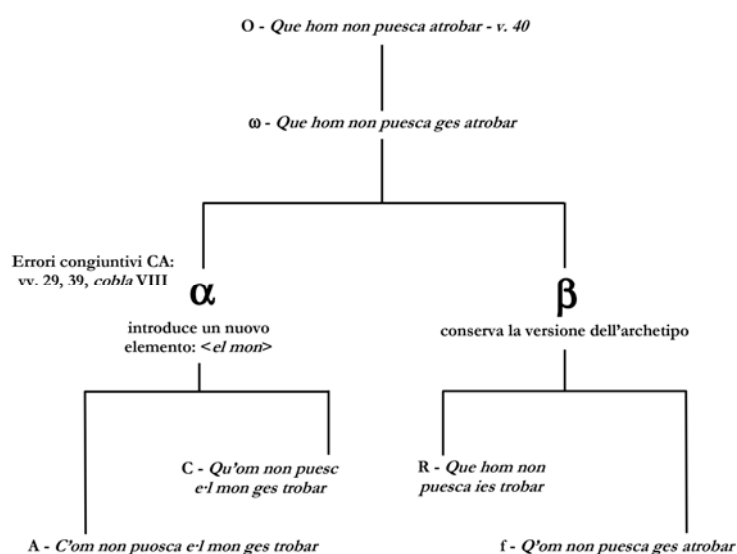 O - Que hom non puesca atrobar - v. 40
ω - Que hom non puesca ges atrobar
Errori congiuntivi CA:
vv. 29, 39, cobla VIII
α
introduce un nuovo
elemento: <el mon>
β
conserva la versione dell'archetipo
C - Qu'om non puesc
e·l mon ges trobar
R - Que hom non
puesca ies trobar
A - C'om non puosca e·l mon ges trobar
f - Q'om non puesca ges atrobar